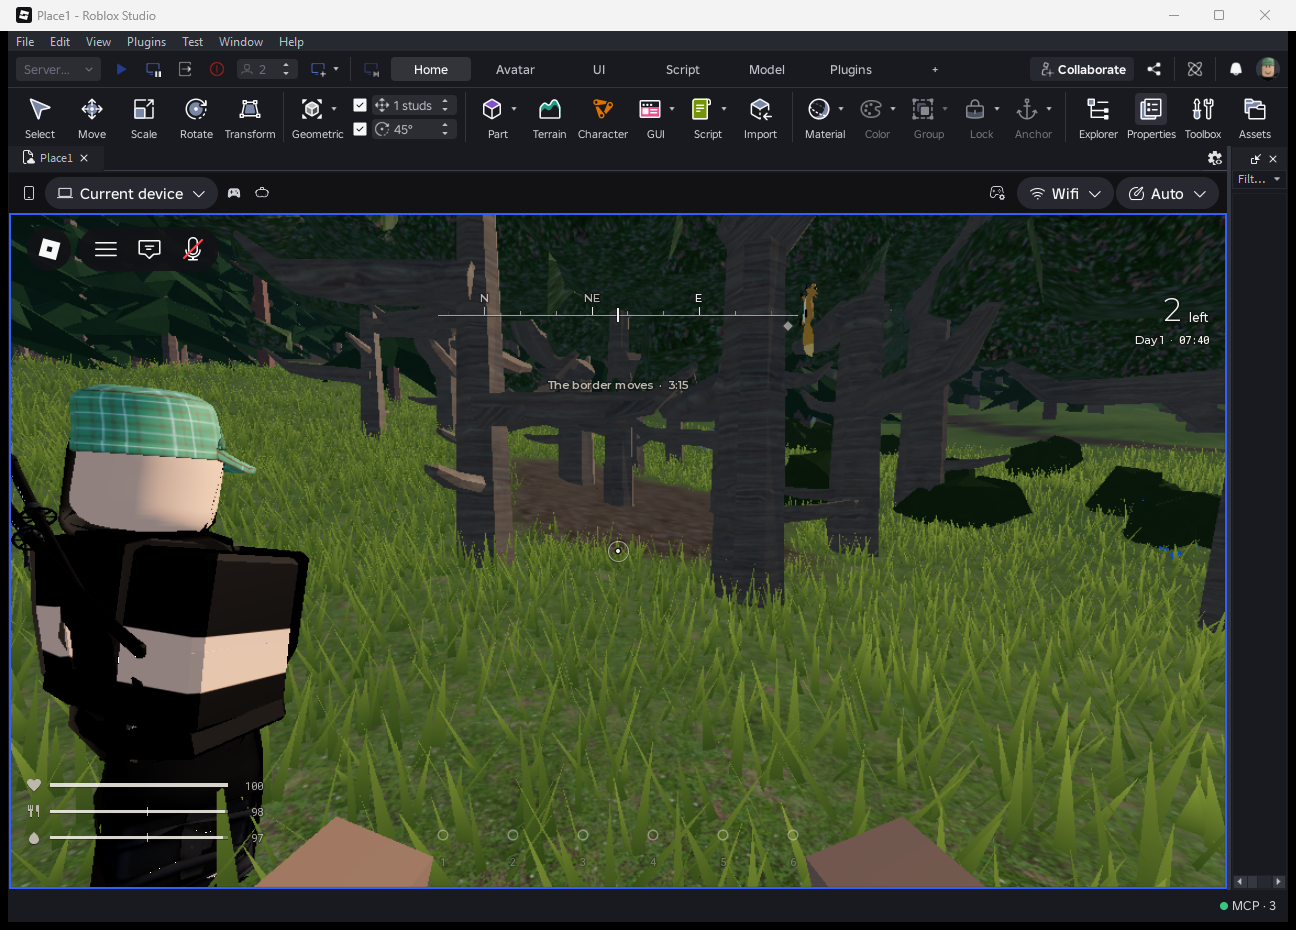 Place1 - Roblox Studio
File Edit View Plugins Test Window Help
Server... 2 Home Avatar UI Script Model Plugins + Collaborate
1 studs
45°
Select Move Scale Rotate Transform Geometric Part Terrain Character GUI Script Import Material Color Group Lock Anchor Explorer Properties Toolbox Assets
Place1
Filt...
Current device Wifi Auto
N NE E
2 left
Day 1 · 07:40
The border moves · 3:15
100
98
97
1 2 3 4 5 6
MCP · 3